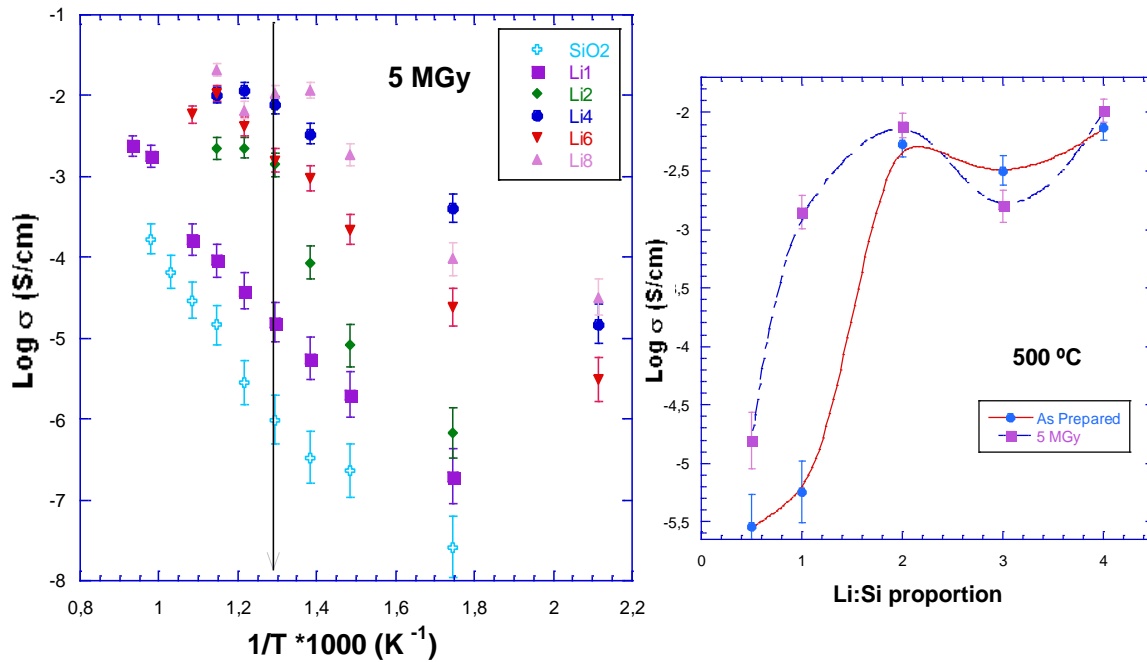 -1
-2
-3
-4
-5
-6
-7
-8
Log σ (S/cm)
5 MGy
SiO2
Li1
Li2
Li4
Li6
Li8
0,8
1
1,2
1,4
1,6
1,8
2
2,2
1/T *1000 (K -1)
-2
-2,5
-3
,5
-4
-4,5
-5
-5,5
Log σ (S/cm)
500 ºC
As Prepared
5 MGy
0
1
2
3
4
Li:Si proportion